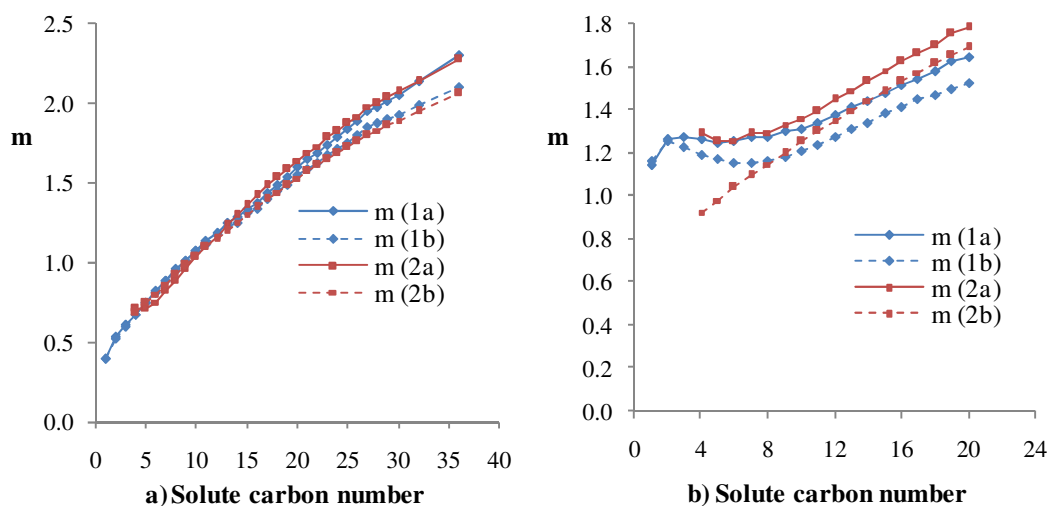 2.5
2.0
m
1.5
1.0
0.5
0.0
m (1a)
m (1b)
m (2a)
m (2b)
0 5 10 15 20 25 30 35 40
a) Solute carbon number
1.8
1.6
m
1.4
1.2
1.0
0.8
0.6
0.4
0.2
0.0
m (1a)
m (1b)
m (2a)
m (2b)
0 4 8 12 16 20 24
b) Solute carbon number